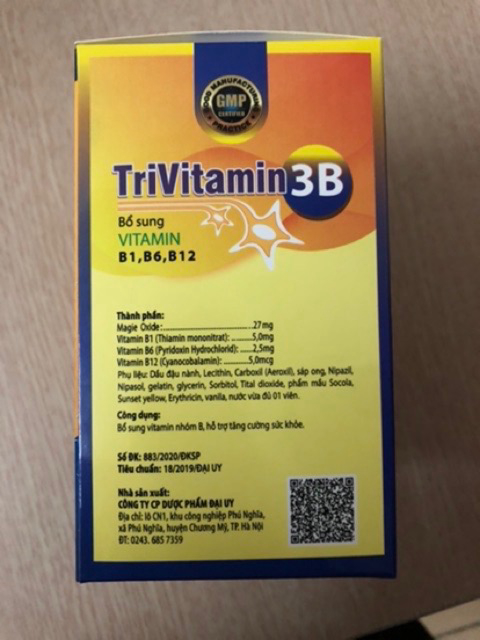 GOOD MANUFACTURING
GMP
CERTIFIED
PRACTICE
TriVitamin 3B
Bổ sung
VITAMIN
B1,B6,B12
Thành phần:
Magie Oxide:..............................27mg
Vitamin B1 (Thiamin mononitrat): .........5,0mg
Vitamin B6 (Pyridoxin Hydrochlorid): ......2,5mg
Vitamin B12 (Cyanocobalamin): .........5,0mcg
Phụ liệu: Dầu đậu nành, Lecithin, Carboxil (Aeroxil), sáp ong, Nipazil,
Nipasol, gelatin, glycerin, Sorbitol, Tital dioxide, phẩm mầu Socola,
Sunset yellow, Erythricin, vanila, nước vừa đủ 01 viên.
Công dụng:
Bổ sung vitamin nhóm B, hỗ trợ tăng cường sức khỏe.
Số ĐK: 883/2020/ĐKSP
Tiêu chuẩn: 18/2019/ĐẠI UY
Nhà sản xuất:
CÔNG TY CP DƯỢC PHẨM ĐẠI UY
Địa chỉ: lô CN1, khu công nghiệp Phú Nghĩa,
xã Phú Nghĩa, huyện Chương Mỹ, TP. Hà Nội
ĐT: 0243. 685 7359